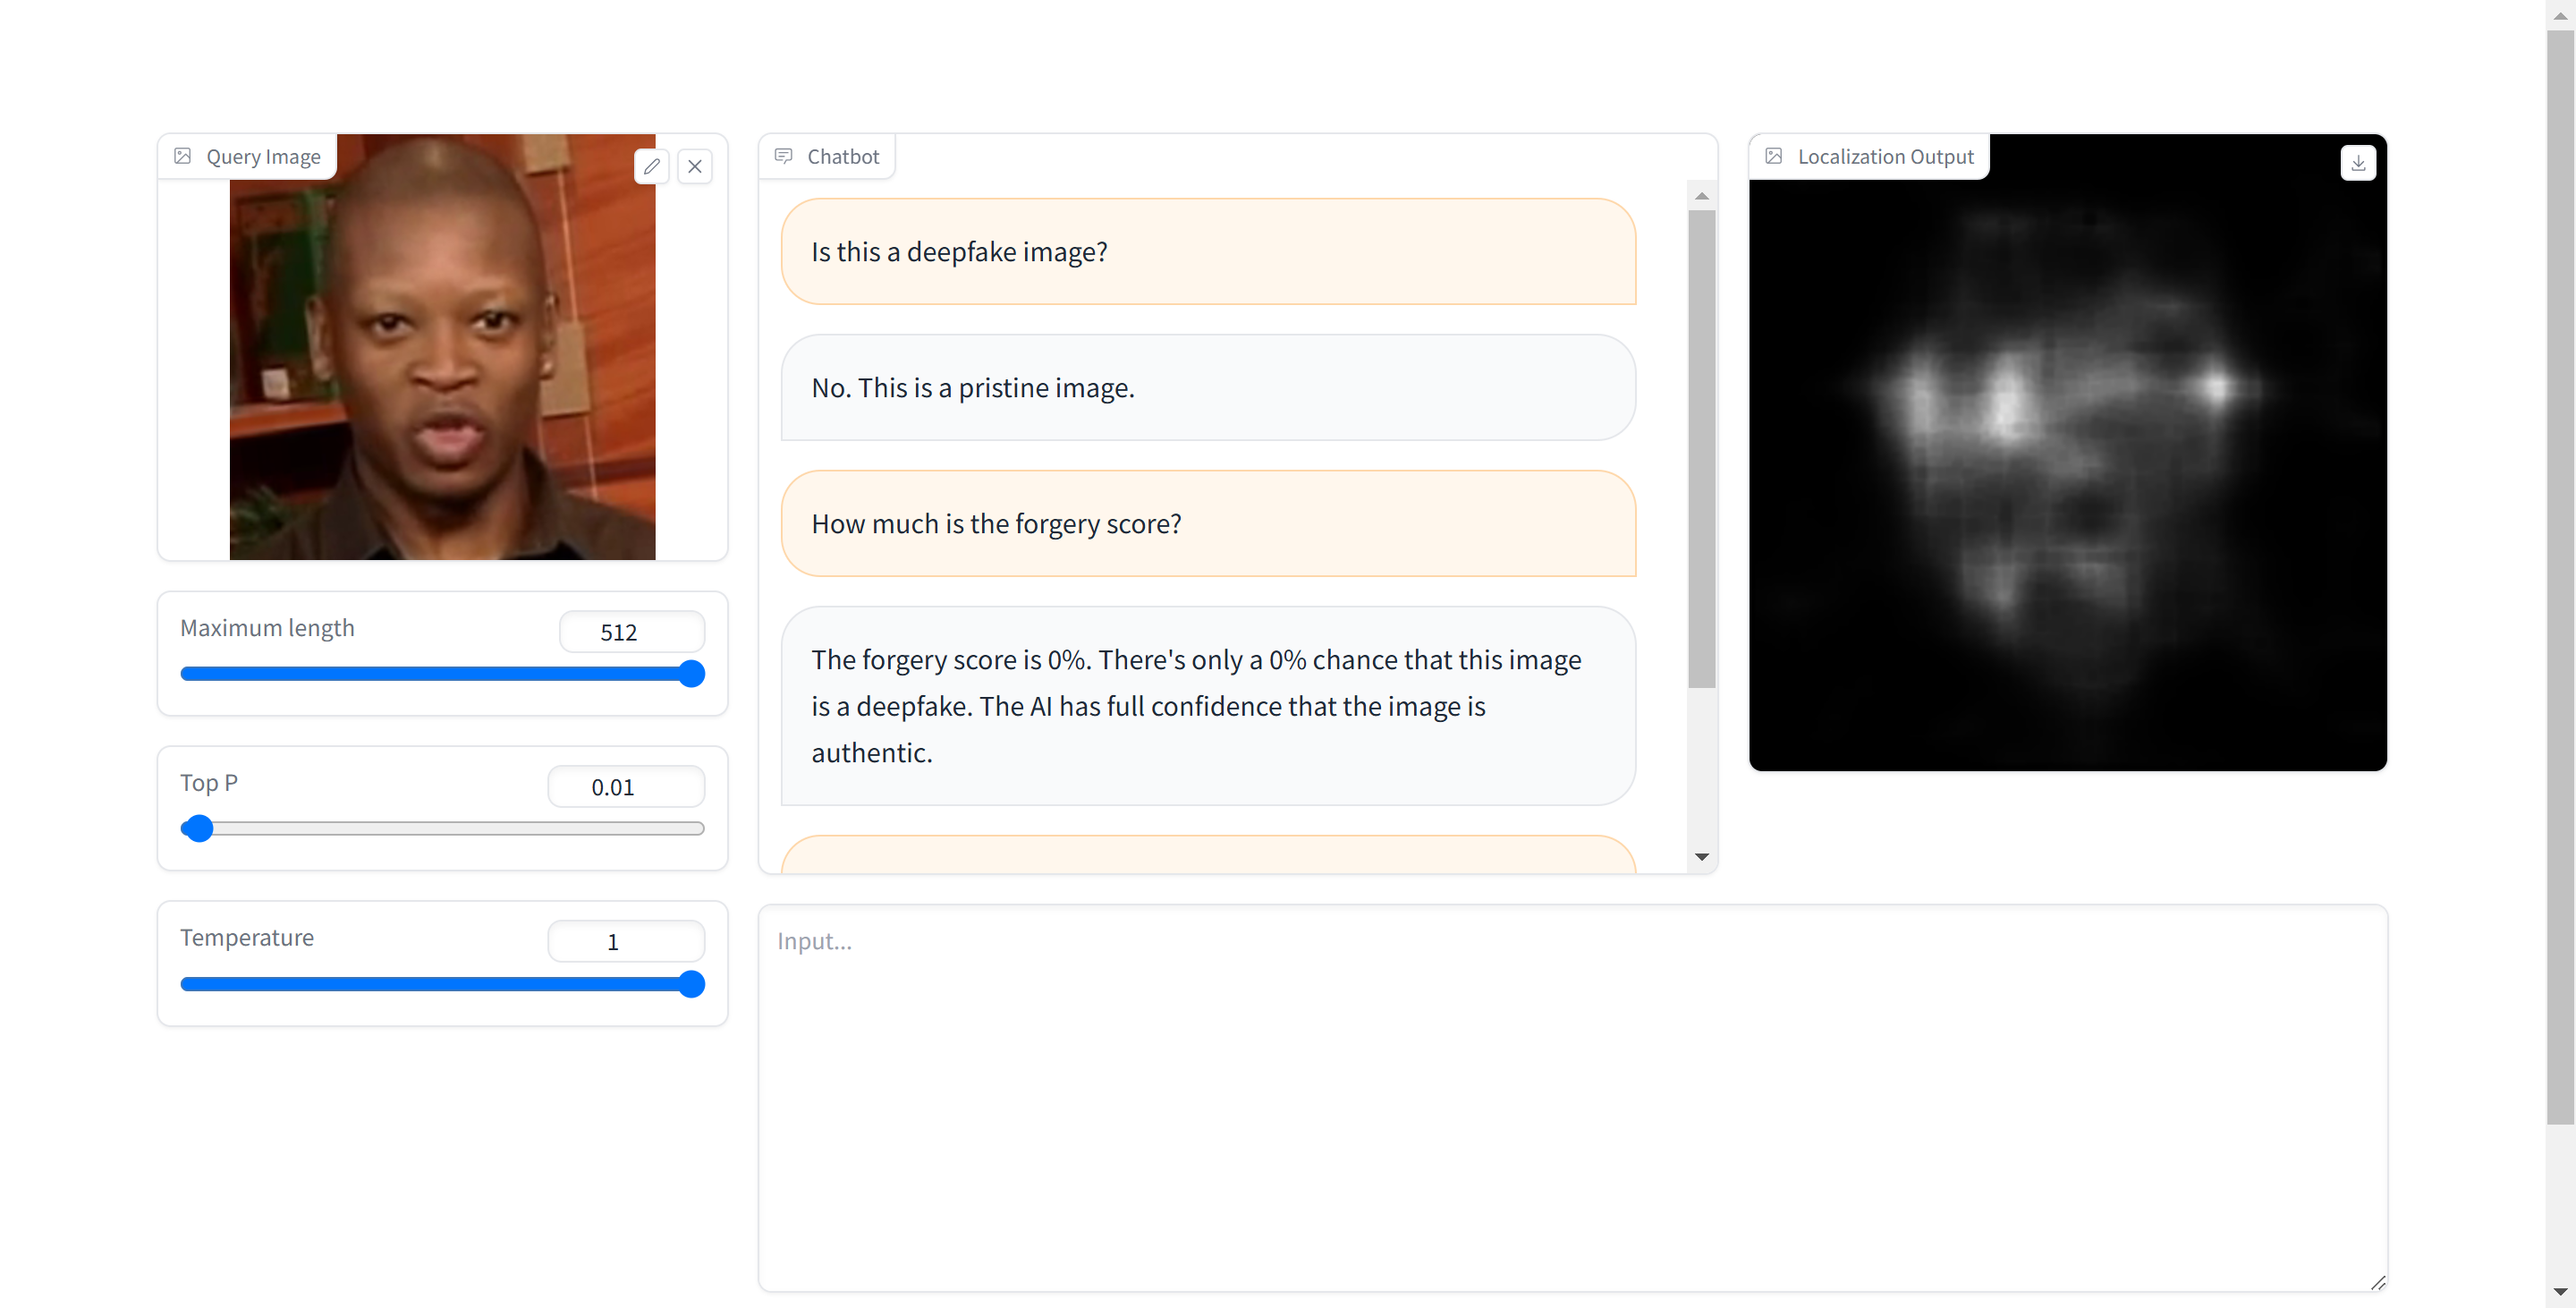 Query Image
Maximum length
512
Top P
0.01
Temperature
1
Chatbot
Is this a deepfake image?
No. This is a pristine image.
How much is the forgery score?
The forgery score is 0%. There's only a 0% chance that this image
is a deepfake. The AI has full confidence that the image is
authentic.
Input...
Localization Output